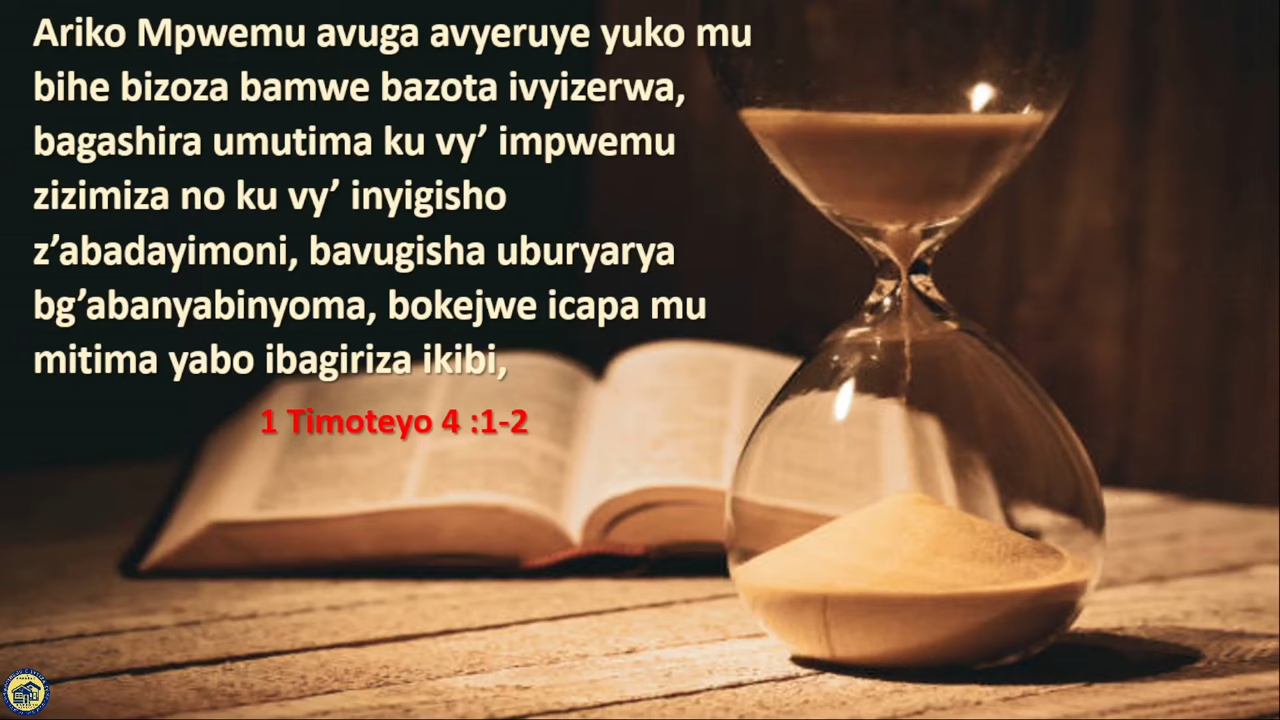 Ariko Mpwemu avuga avyeruye yuko mu
bihe bizoza bamwe bazota ivyizerwa,
bagashira umutima ku vy’ impwemu
zizimiza no ku vy’ inyigisho
z’abadayimoni, bavugisha uburyarya
bg’abanyabinyoma, bokejwe icapa mu
mitima yabo ibagiriza ikibi,
1 Timoteyo 4 :1-2